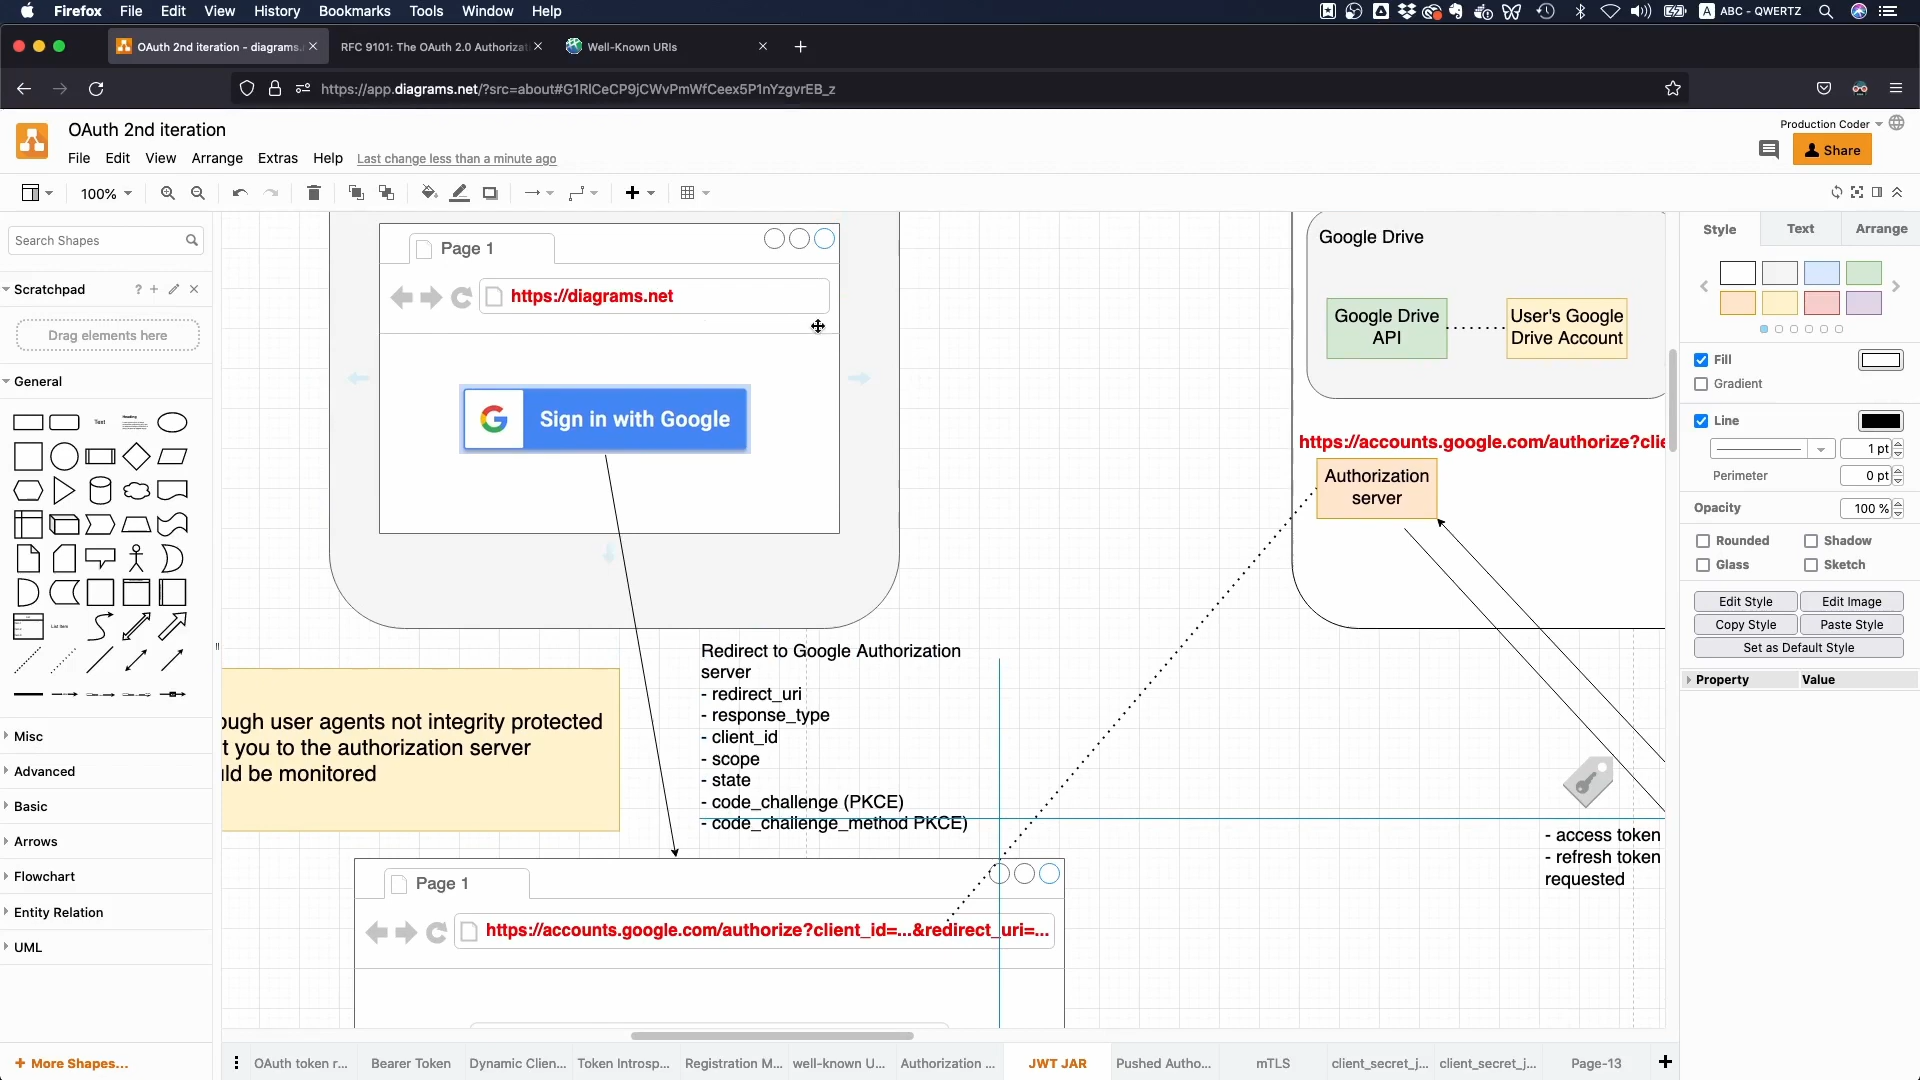 Firefox File Edit View History Bookmarks Tools Window Help
ABC - QWERTZ
OAuth 2nd iteration - diagrams.
RFC 9101: The OAuth 2.0 Authorizat
Well-Known URIs
https://app.diagrams.net/?src=about#G1RlCeCP9jCWvPmWfCeex5P1nYzgvrEB_z
OAuth 2nd iteration
Production Coder
File Edit View Arrange Extras Help Last change less than a minute ago
Share
100%
Search Shapes
Scratchpad
Drag elements here
General
Text
Heading
List Item
Misc
Advanced
Basic
Arrows
Flowchart
Entity Relation
UML
More Shapes...
Page 1
https://diagrams.net
Sign in with Google
Google Drive
Google Drive
API
User's Google
Drive Account
https://accounts.google.com/authorize?clie
Authorization
server
Redirect to Google Authorization
server
- redirect_uri
- response_type
- client_id
- scope
- state
- code_challenge (PKCE)
- code_challenge_method PKCE)
ough user agents not integrity protected
t you to the authorization server
ld be monitored
- access token
- refresh token
requested
Page 1
https://accounts.google.com/authorize?client_id=...&redirect_uri=...
Style Text Arrange
Fill
Gradient
Line
1 pt
Perimeter 0 pt
Opacity 100 %
Rounded Shadow
Glass Sketch
Edit Style Edit Image
Copy Style Paste Style
Set as Default Style
Property Value
OAuth token r... Bearer Token Dynamic Clien... Token Introsp... Registration M... well-known U... Authorization ... JWT JAR Pushed Autho... mTLS client_secret_j... client_secret_j... Page-13